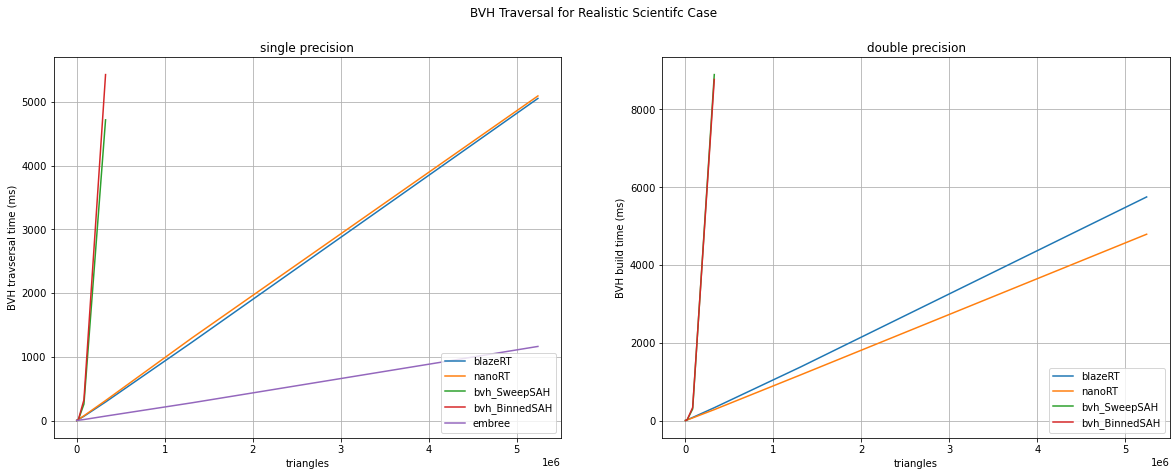 BVH Traversal for Realistic Scientifc Case
single precision
BVH travsersal time (ms)
5000
4000
3000
2000
1000
0
0
1
2
3
4
5
1e6
triangles
blazeRT
nanoRT
bvh_SweepSAH
bvh_BinnedSAH
embree
double precision
BVH build time (ms)
8000
6000
4000
2000
0
0
1
2
3
4
5
1e6
triangles
blazeRT
nanoRT
bvh_SweepSAH
bvh_BinnedSAH